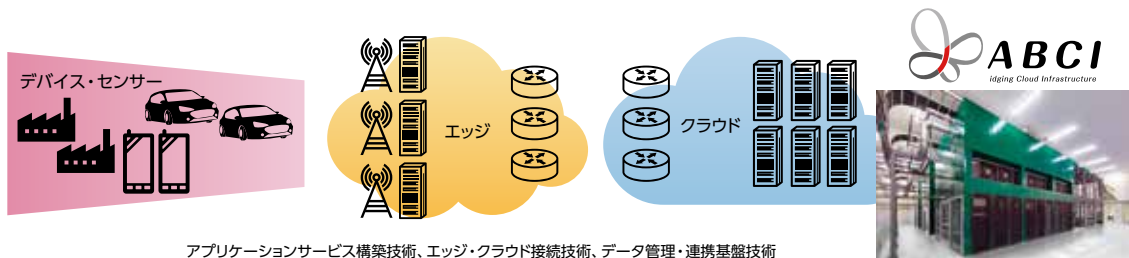 デバイス・センサー
エッジ
クラウド
ABCI
idging Cloud Infrastructure
アプリケーションサービス構築技術、エッジ・クラウド接続技術、データ管理・連携基盤技術